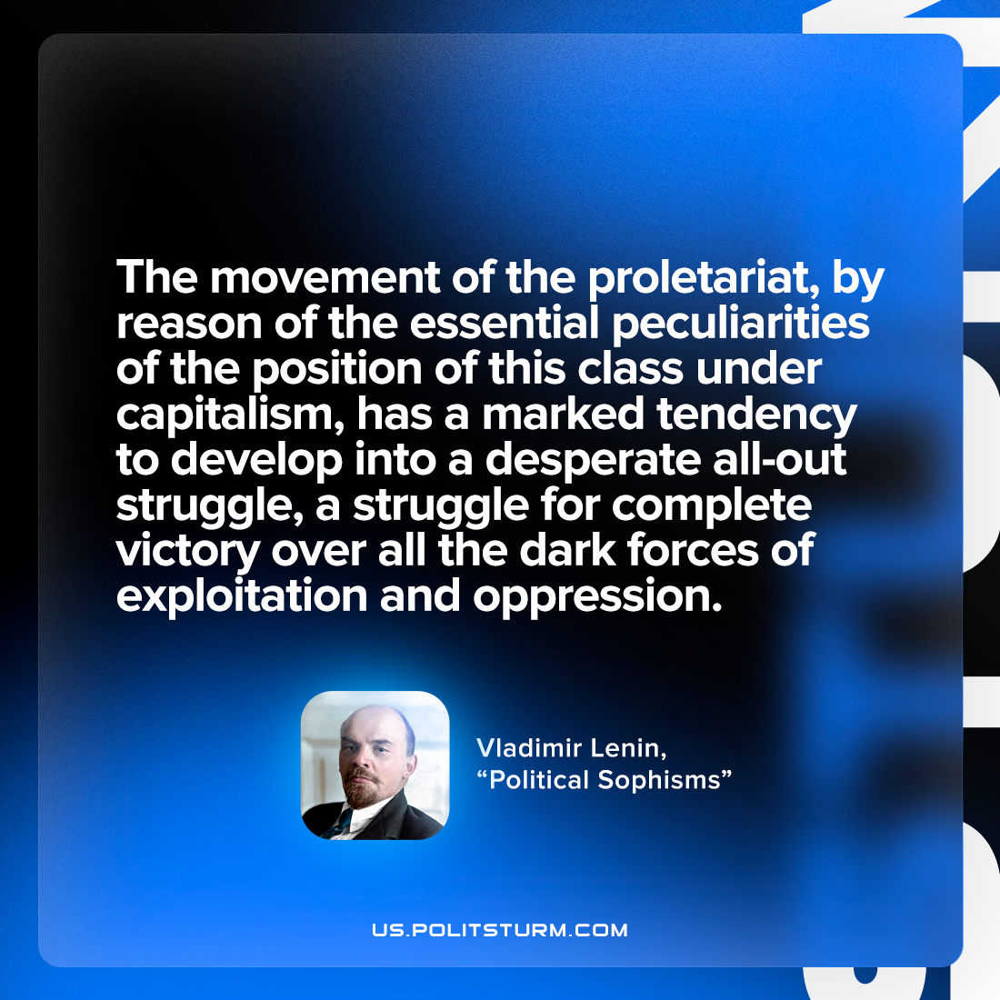 The movement of the proletariat, by
reason of the essential peculiarities
of the position of this class under
capitalism, has a marked tendency
to develop into a desperate all-out
struggle, a struggle for complete
victory over all the dark forces of
exploitation and oppression.
Vladimir Lenin,
“Political Sophisms”
US.POLITSTURM.COM